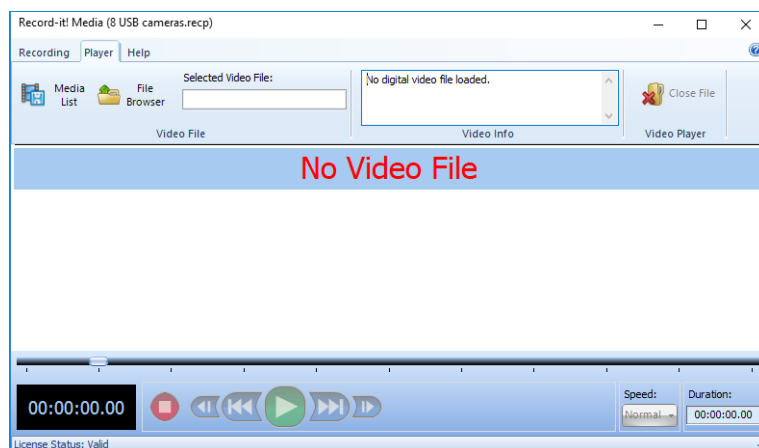 Record-it! Media (8 USB cameras.recp)
Recording Player Help
Media List
File Browser
Selected Video File:
Video File
No digital video file loaded.
Video Info
Close File
Video Player
No Video File
00:00:00.00
Speed:
Normal
Duration:
00:00:00.00
License Status: Valid